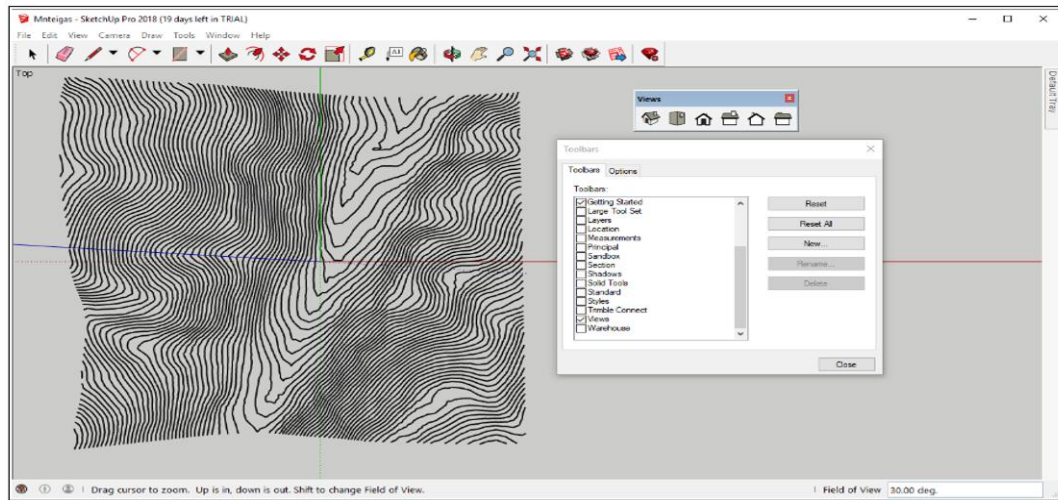 Mnteigas - SketchUp Pro 2018 (19 days left in TRIAL)
File Edit View Camera Draw Tools Window Help
Top
Default Tray
Views
Toolbars
Toolbars Options
Toolbars:
Getting Started
Large Tool Set
Layers
Location
Measurements
Principal
Sandbox
Section
Shadows
Solid Tools
Standard
Styles
Trimble Connect
Views
Warehouse
Reset
Reset All
New...
Rename...
Delete
Close
Drag cursor to zoom. Up is in, down is out. Shift to change Field of View.
Field of View 30.00 deg.